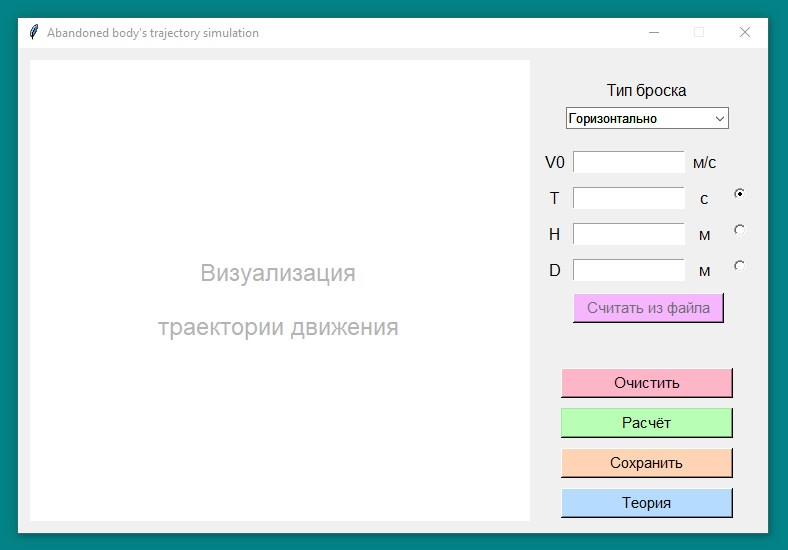 Abandoned body's trajectory simulation
Тип броска
Горизонтально
V0 м/с
T с
H м
D м
Считать из файла
Визуализация
траектории движения
Очистить
Расчёт
Сохранить
Теория